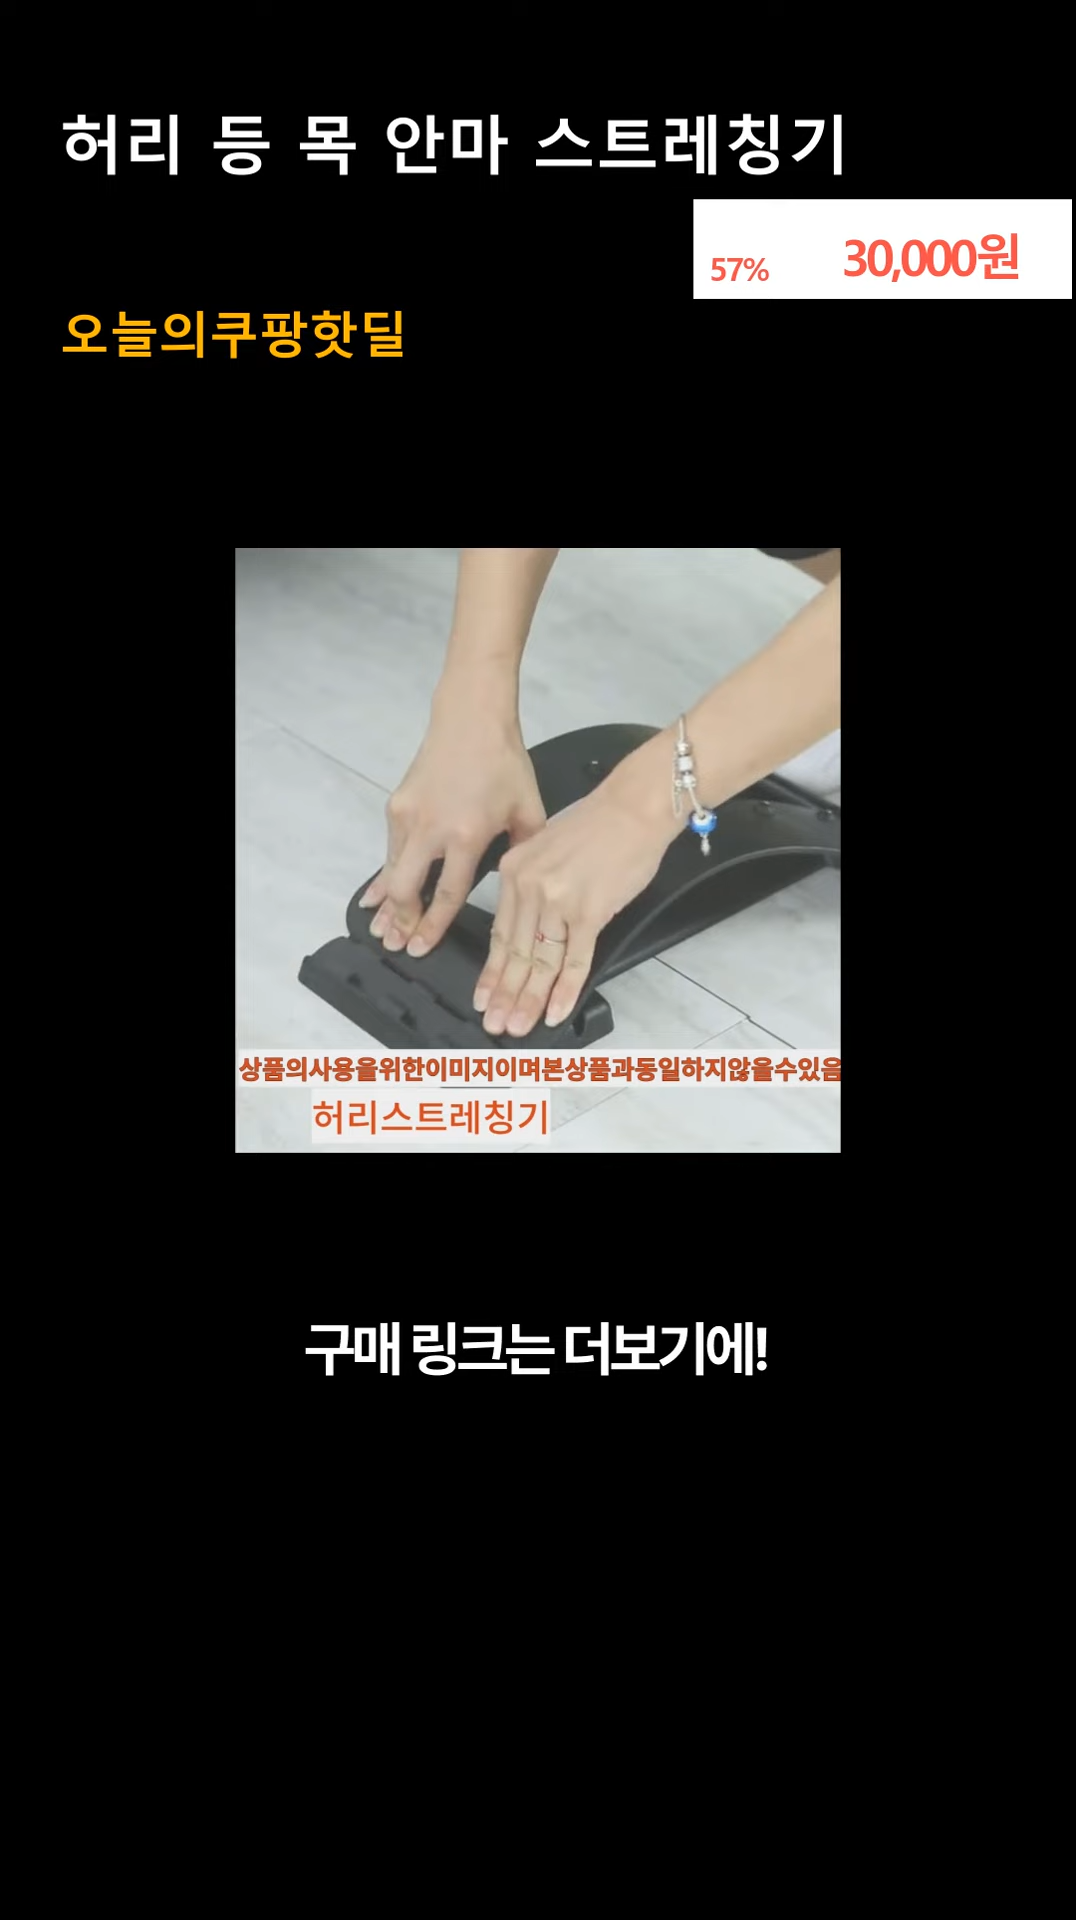 허리 등 목 안마 스트레칭기
57% 30,000원
오늘의쿠팡핫딜
상품의사용을위한이미지이며본상품과동일하지않을수있음
허리스트레칭기
구매 링크는 더보기에!